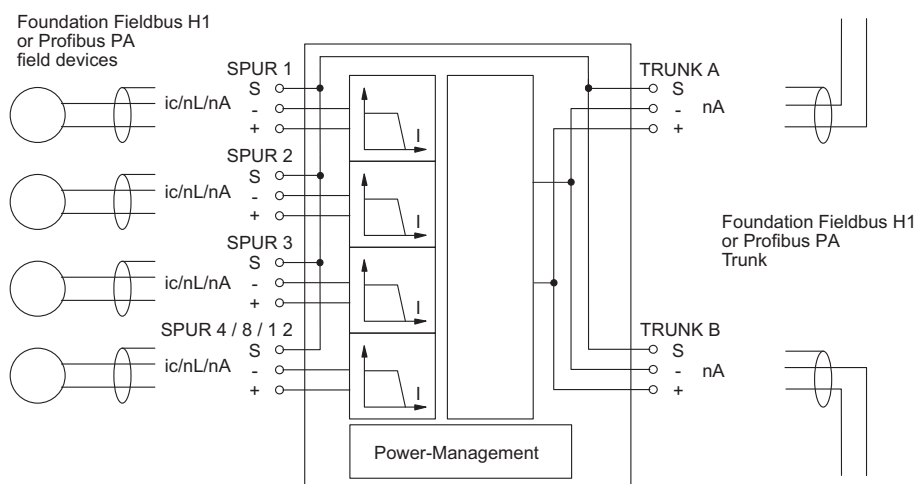 Foundation Fieldbus H1
or Profibus PA
field devices
SPUR 1
S
ic/nL/nA
-
+
I
SPUR 2
S
ic/nL/nA
-
+
I
SPUR 3
S
ic/nL/nA
-
+
I
SPUR 4 / 8 / 1 2
S
ic/nL/nA
-
+
I
Power-Management
TRUNK A
S
- nA
+
Foundation Fieldbus H1
or Profibus PA
Trunk
TRUNK B
S
- nA
+